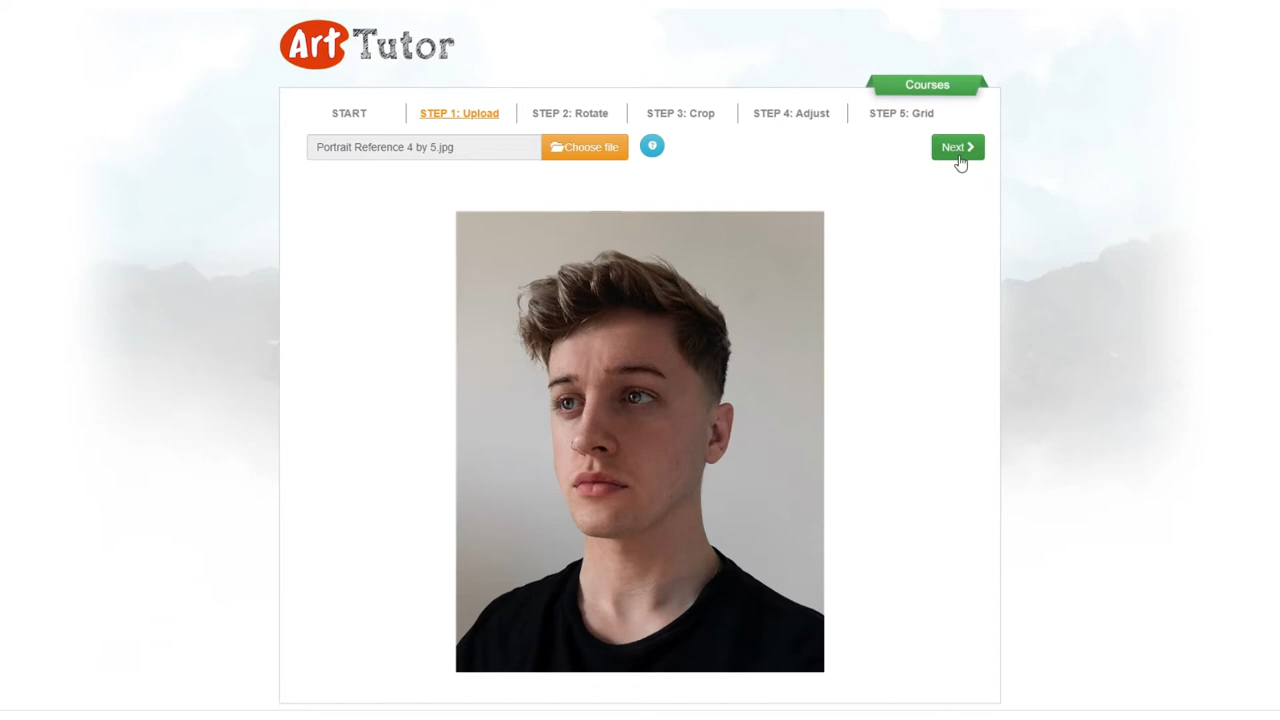 Art Tutor
Courses
START
STEP 1: Upload
STEP 2: Rotate
STEP 3: Crop
STEP 4: Adjust
STEP 5: Grid
Portrait Reference 4 by 5.jpg
Choose file
?
Next